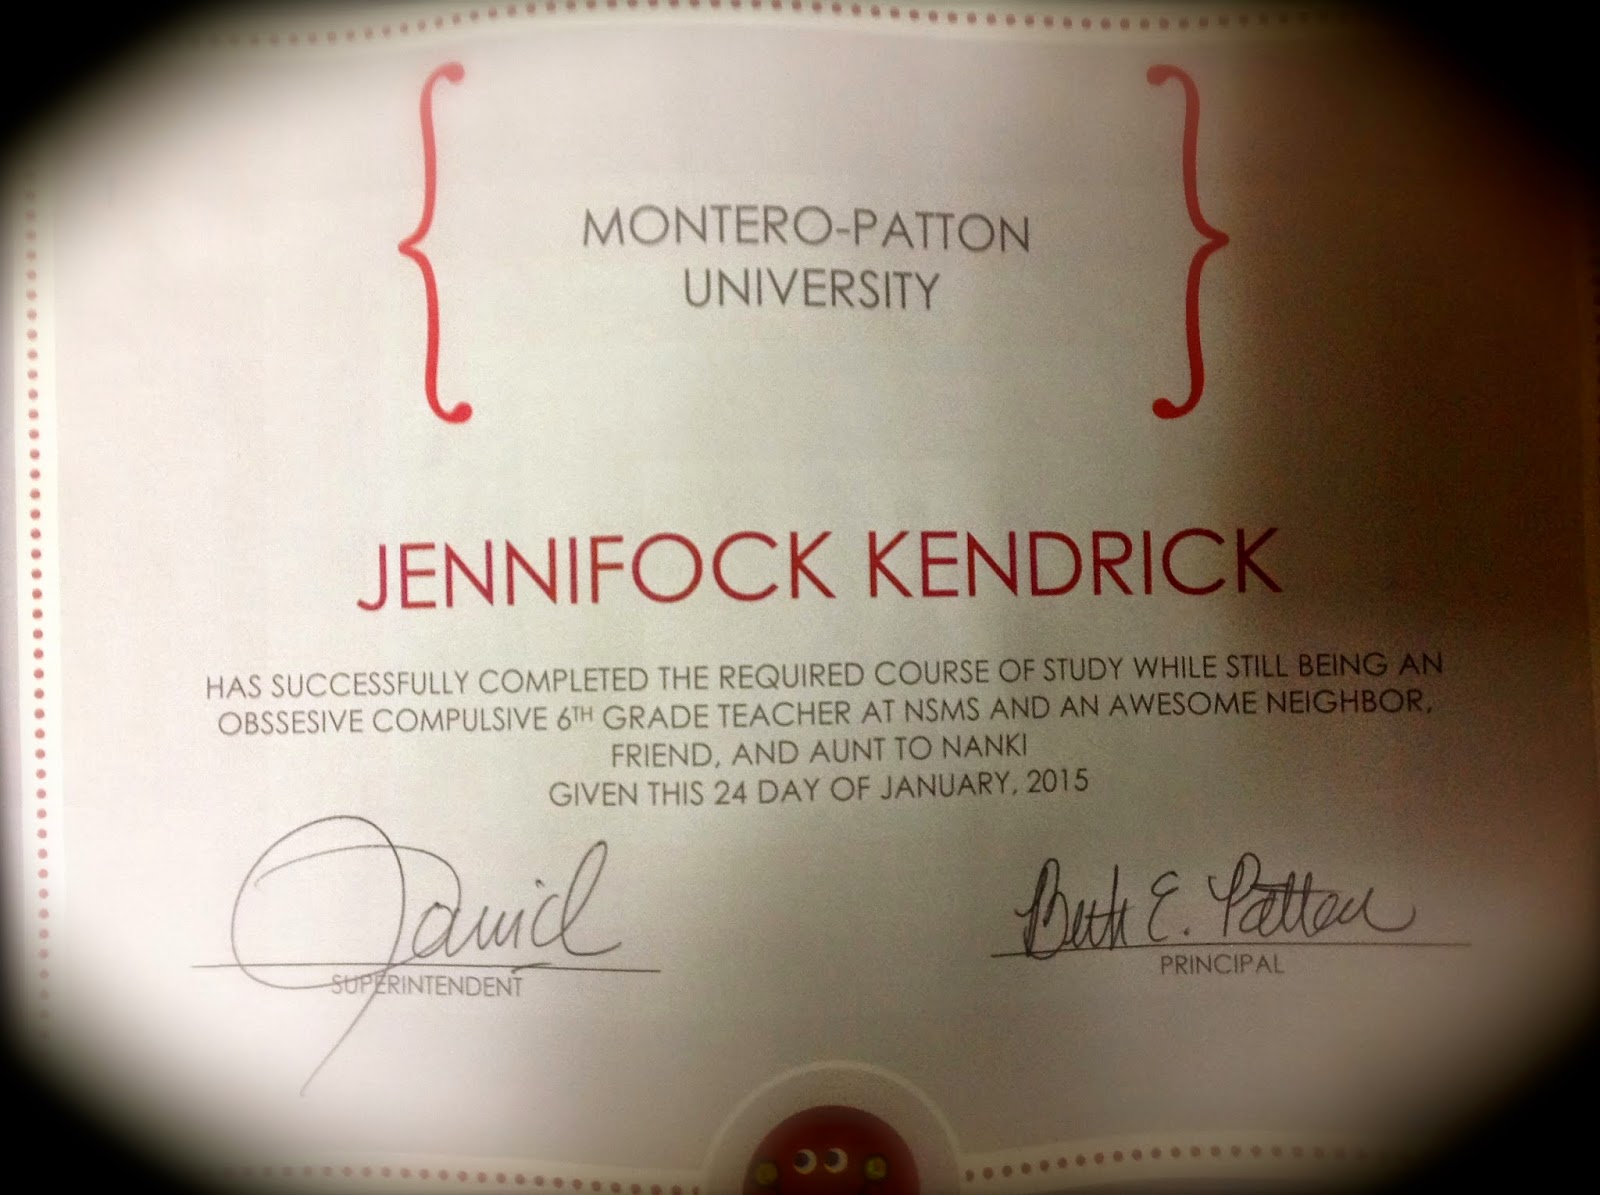 MONTERO-PATTON
UNIVERSITY
JENNIFOCK KENDRICK
HAS SUCCESSFULLY COMPLETED THE REQUIRED COURSE OF STUDY WHILE STILL BEING AN
OBSSESIVE COMPULSIVE 6TH GRADE TEACHER AT NSMS AND AN AWESOME NEIGHBOR,
FRIEND, AND AUNT TO NANKI
GIVEN THIS 24 DAY OF JANUARY, 2015
Beth E. Patton
SUPERINTENDENT
PRINCIPAL